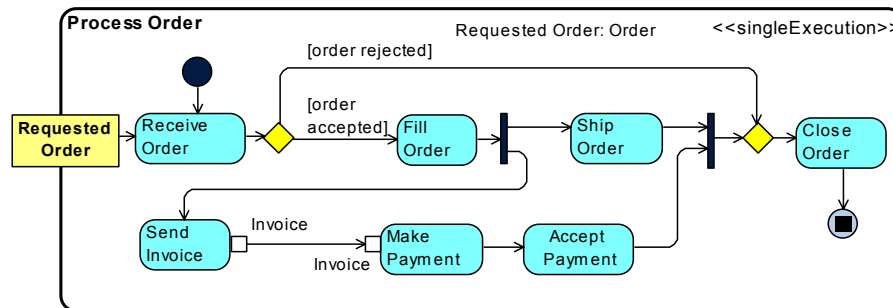 Process Order
Requested Order: Order
<<singleExecution>>
[order rejected]
[order
accepted]
Requested
Order
Receive
Order
Fill
Order
Ship
Order
Close
Order
Send
Invoice
Invoice
Invoice
Make
Payment
Accept
Payment